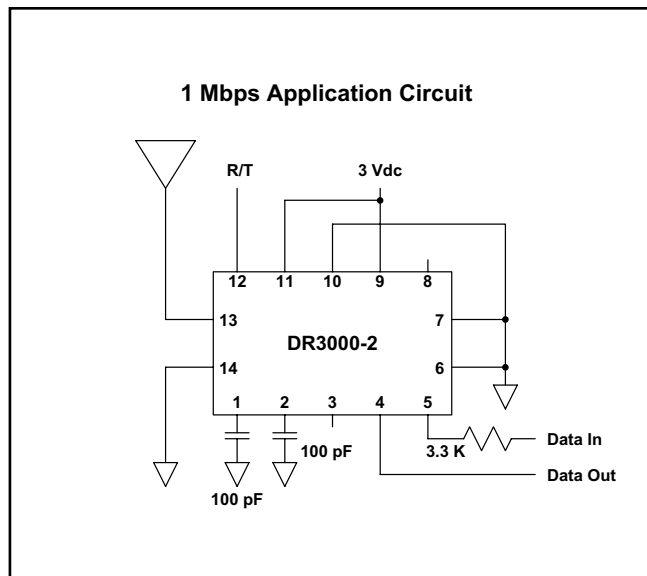 1 Mbps Application Circuit
R/T
3 Vdc
12 11 10 9 8
13
7
DR3000-2
14
6
1 2 3 4 5
100 pF
3.3 K
Data In
Data Out
100 pF